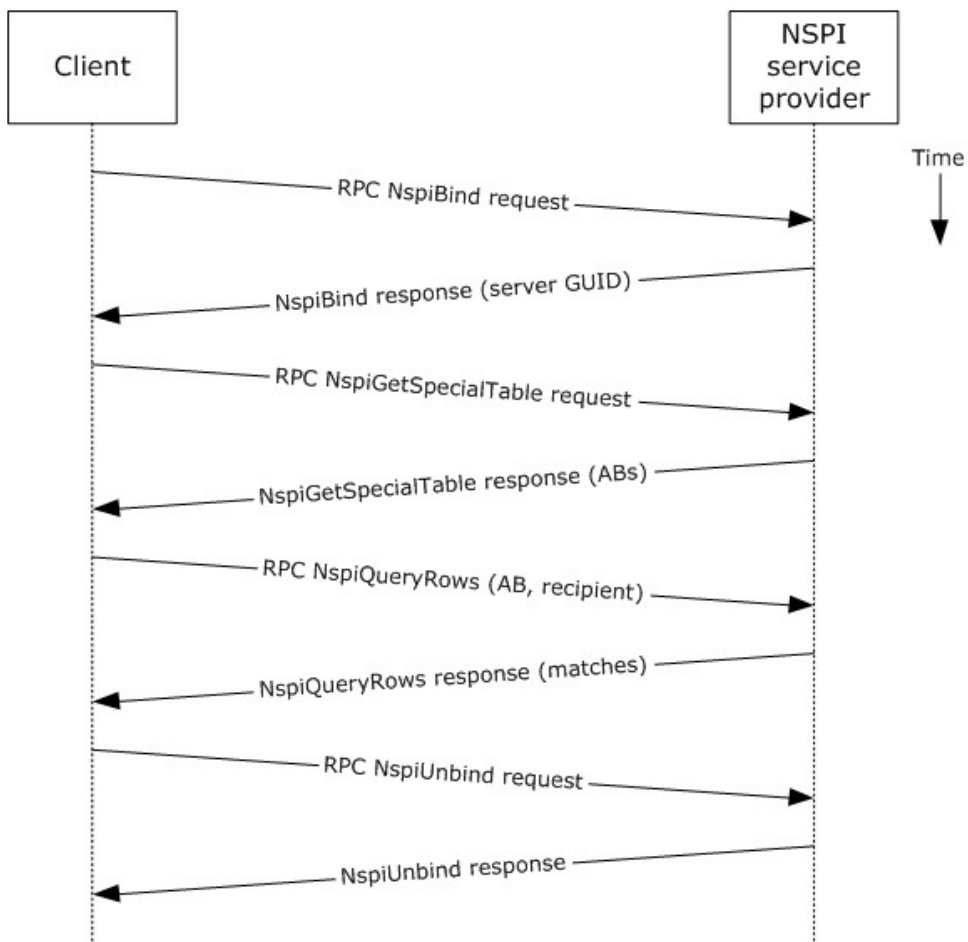 Client
NSPI
service
provider
Time
RPC NspiBind request
NspiBind response (server GUID)
RPC NspiGetSpecialTable request
NspiGetSpecialTable response (ABs)
RPC NspiQueryRows (AB, recipient)
NspiQueryRows response (matches)
RPC NspiUnbind request
NspiUnbind response